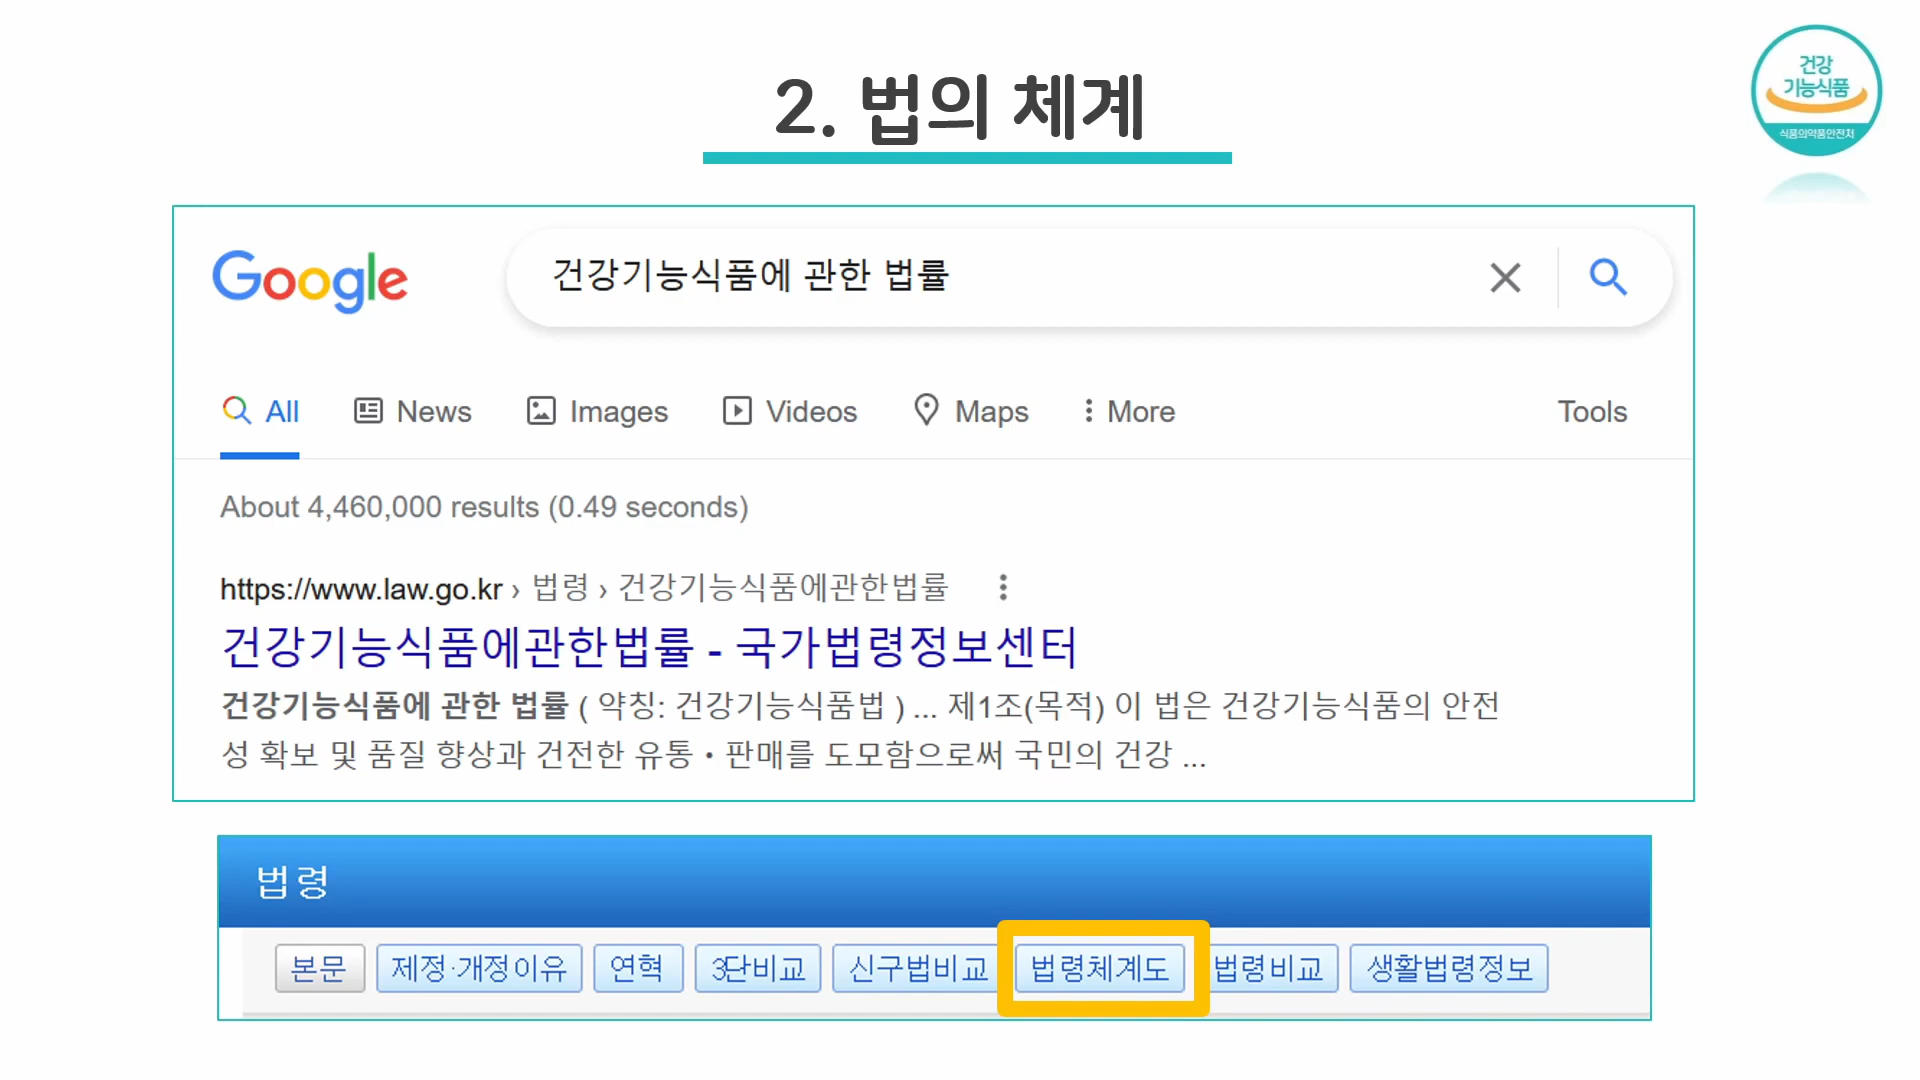 2. 법의 체계
건강
기능식품
식품의약품안전처
Google
건강기능식품에 관한 법률
All News Images Videos Maps More Tools
About 4,460,000 results (0.49 seconds)
https://www.law.go.kr › 법령 › 건강기능식품에관한법률
건강기능식품에관한법률 - 국가법령정보센터
건강기능식품에 관한 법률 ( 약칭: 건강기능식품법 ) ... 제1조(목적) 이 법은 건강기능식품의 안전
성 확보 및 품질 향상과 건전한 유통・판매를 도모함으로써 국민의 건강 ...
법령
본문 제정·개정이유 연혁 3단비교 신구법비교 법령체계도 법령비교 생활법령정보